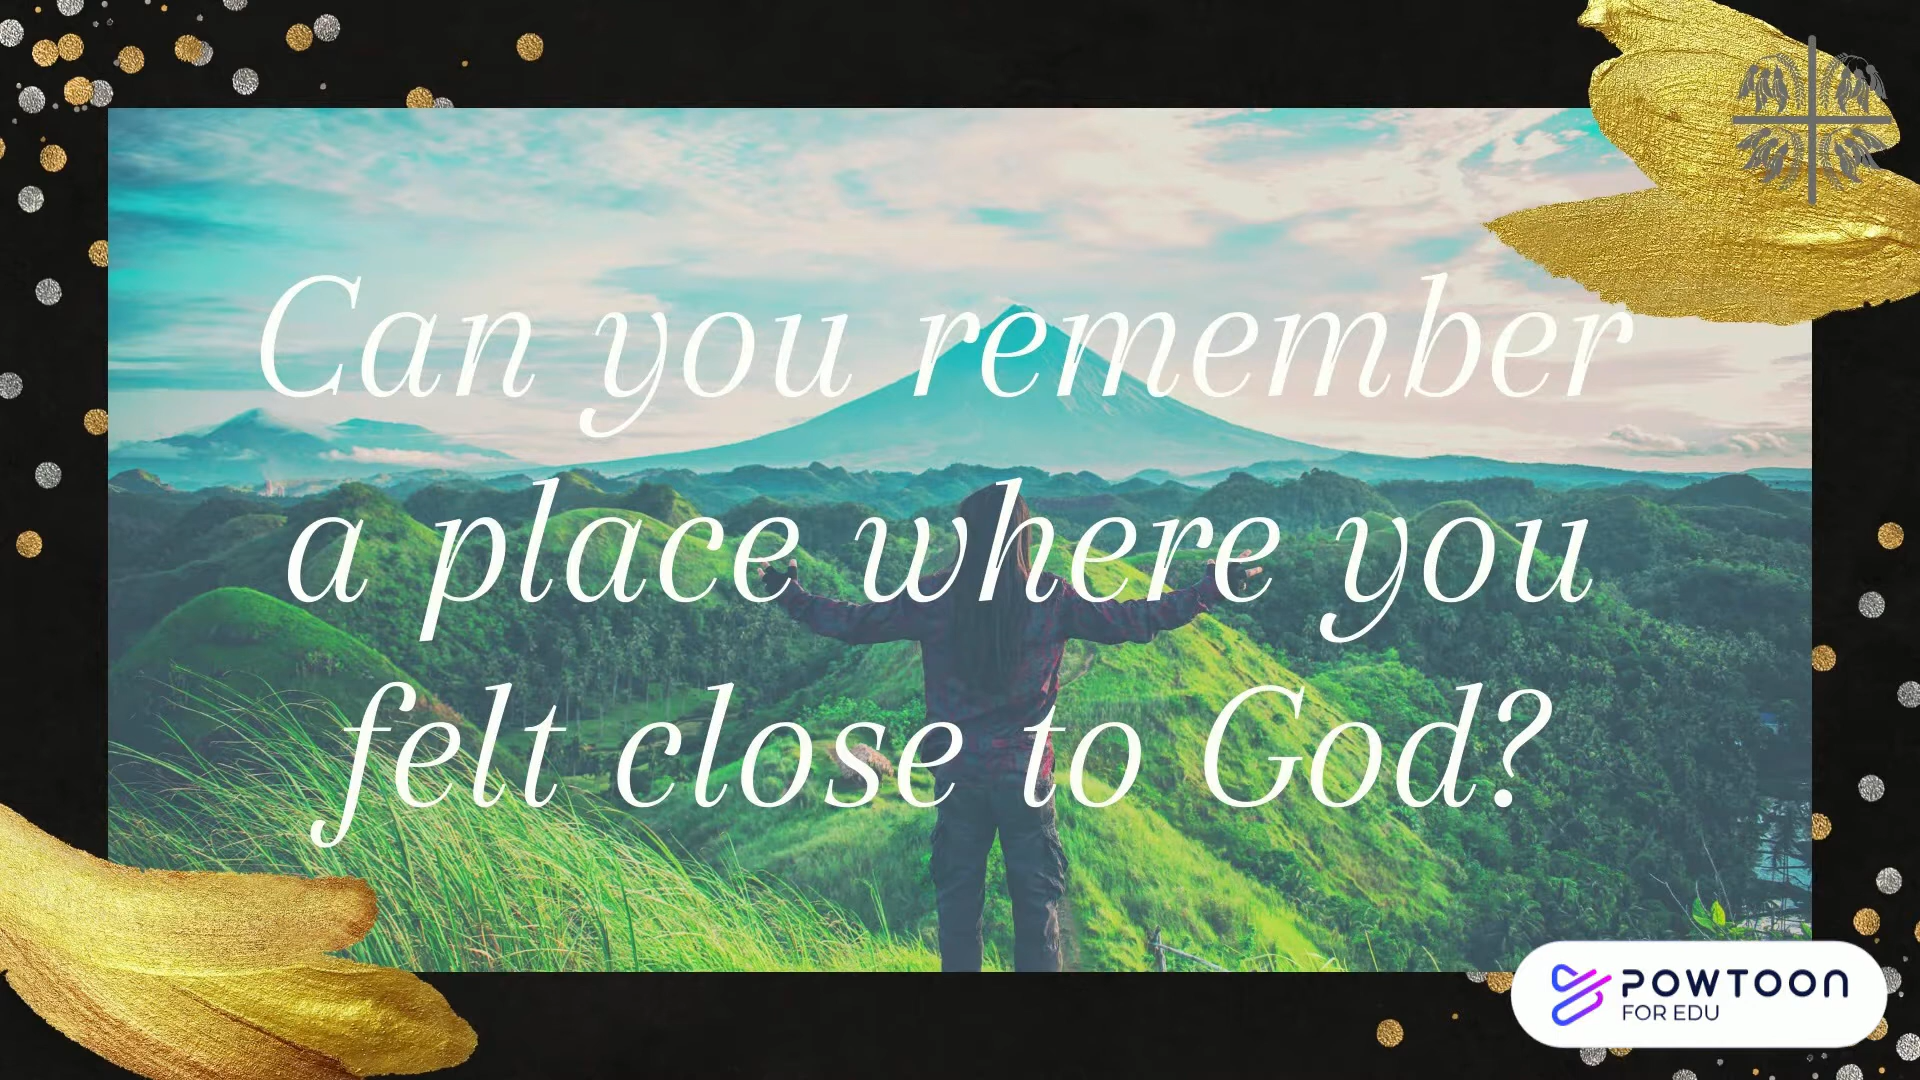 Can you remember
a place where you
felt close to God?
POWTOON
FOR EDU